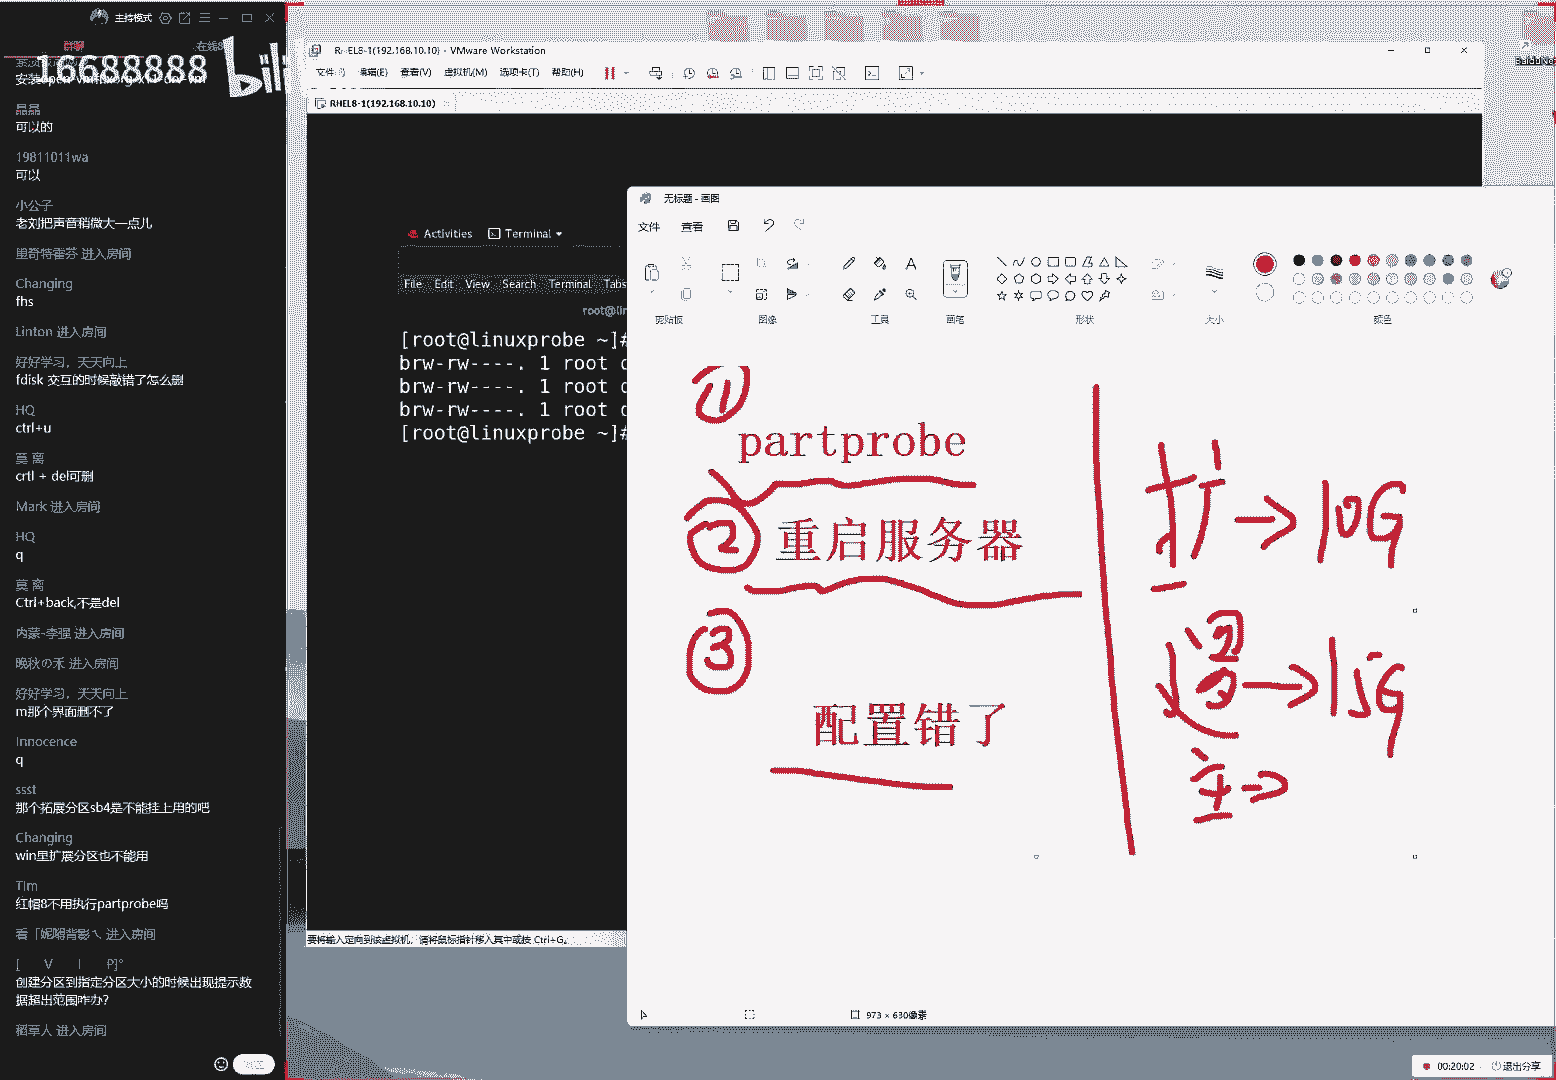 主持模式
在线
16688888
bili
晶晶
可以的
19811011wa
可以
小公子
老刘把声音稍微大一点儿
里奇特霍芬 进入房间
Changing
fhs
Linton 进入房间
好好学习，天天向上
fdisk 交互的时候敲错了怎么删
HQ
ctrl+u
莫 离
crtl + del可删
Mark 进入房间
HQ
q
莫 离
Ctrl+back,不是del
内蒙-李强 进入房间
晚秋の禾 进入房间
好好学习，天天向上
m那个界面删不了
Innocence
q
ssst
那个拓展分区sb4是不能挂上用的吧
Changing
win里扩展分区也不能用
Tim
红帽8不用执行partprobe吗
进入房间
[ V I P]°
创建分区到指定分区大小的时候出现提示数
据超出范围咋办？
稻草人 进入房间
RHEL8-1(192.168.10.10) - VMware Workstation
文件(F) 编辑(E) 查看(V) 虚拟机(M) 选项卡(T) 帮助(H)
RHEL8-1(192.168.10.10)
Activities Terminal
File Edit View Search Terminal Tabs
[root@linuxprobe ~]#
brw-rw----. 1 root
brw-rw----. 1 root
brw-rw----. 1 root
[root@linuxprobe ~]#
要将输入定向到该虚拟机，请将鼠标指针移入其中或按 Ctrl+G。
无标题 - 画图
文件 查看
剪贴板 图像 工具 画笔 形状 大小 颜色
①
partprobe
② 重启服务器
③
配置错了
扩→10G
逻→15G
主→
973 × 630像素
00:20:02 退出分享